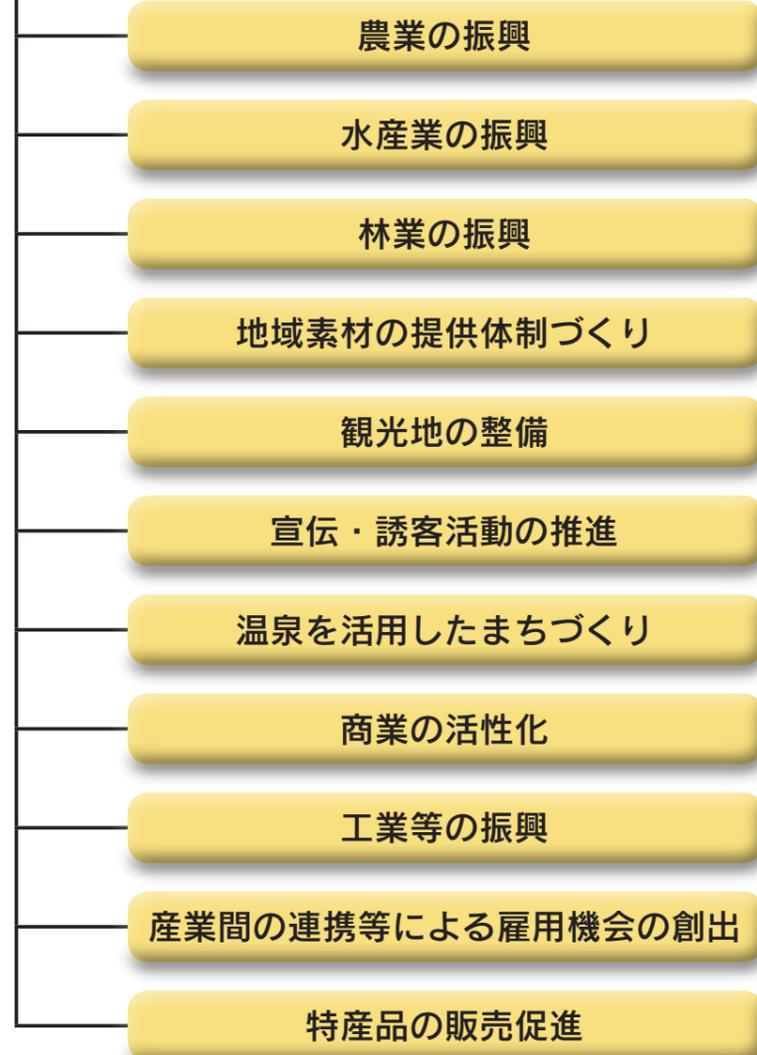 農業の振興
水産業の振興
林業の振興
地域素材の提供体制づくり
観光地の整備
宣伝・誘客活動の推進
温泉を活用したまちづくり
商業の活性化
工業等の振興
産業間の連携等による雇用機会の創出
特産品の販売促進